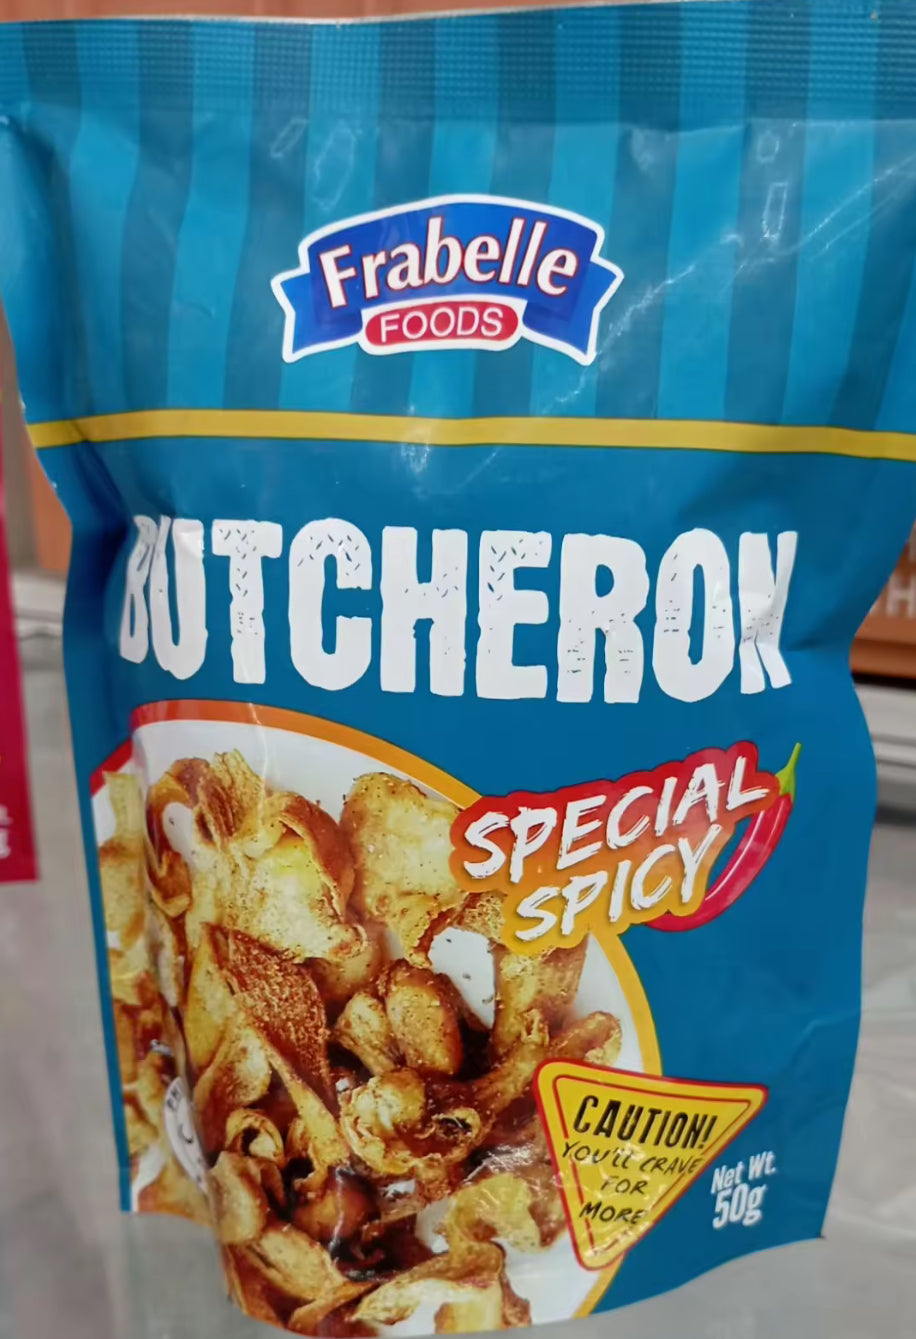 Frabelle
FOODS
BUTCHERON
SPECIAL
SPICY
CAUTION!
YOU'LL CRAVE
FOR
MORE
Net Wt.
50g